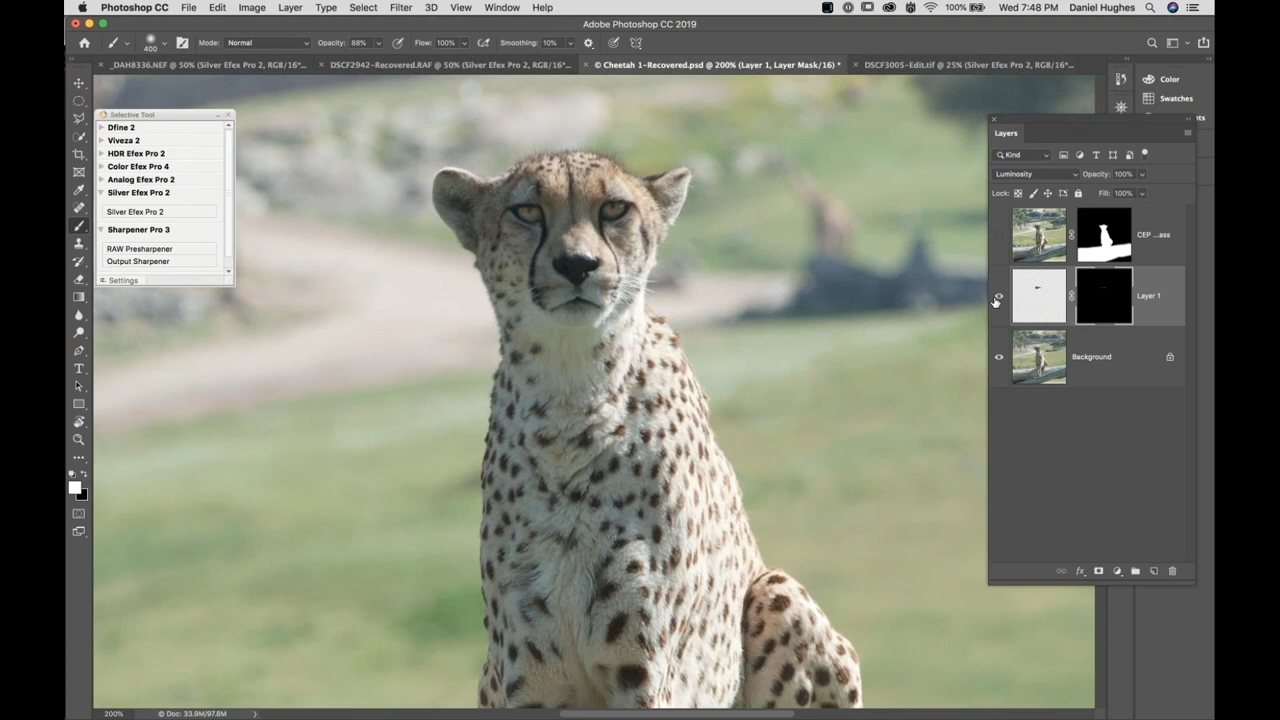 Photoshop CC File Edit Image Layer Type Select Filter 3D View Window Help 100% Wed 7:48 PM Daniel Hughes
Adobe Photoshop CC 2019
400 Mode: Normal Opacity: 88% Flow: 100% Smoothing: 10%
_DAH8336.NEF @ 50% (Silver Efex Pro 2, RGB/16*... DSCF2942-Recovered.RAF @ 50% (Silver Efex Pro 2, RGB/16*... © Cheetah 1-Recovered.psd @ 200% (Layer 1, Layer Mask/16) * DSCF3005-Edit.tif @ 25% (Silver Efex Pro 2, RGB/16*...
Color
Swatches
Selective Tool
Dfine 2
Viveza 2
HDR Efex Pro 2
Color Efex Pro 4
Analog Efex Pro 2
Silver Efex Pro 2
Silver Efex Pro 2
Sharpener Pro 3
RAW Presharpener
Output Sharpener
Settings
Layers
Kind
Luminosity Opacity: 100%
Lock: Fill: 100%
CEP ...ass
Layer 1
Background
fx
200% © Doc: 33.9M/97.8M